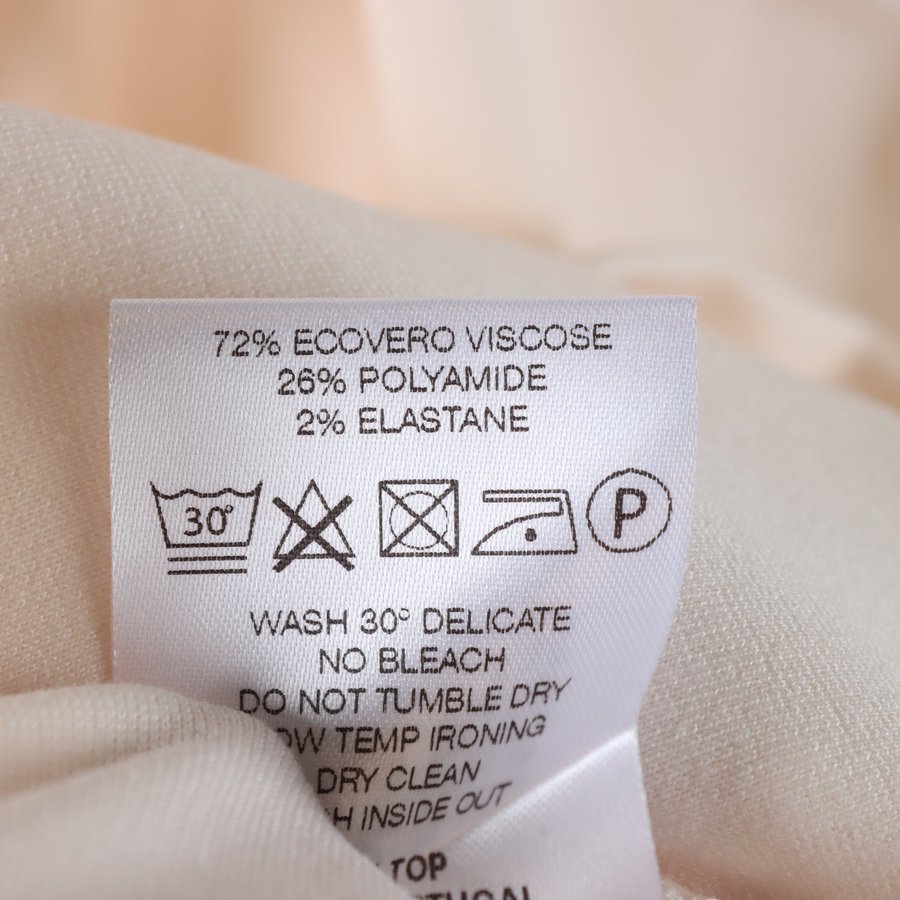 72% ECOVERO VISCOSE
26% POLYAMIDE
2% ELASTANE
30° P
WASH 30° DELICATE
NO BLEACH
DO NOT TUMBLE DRY
TEMP IRONING
DRY CLEAN
INSIDE OUT
TOP